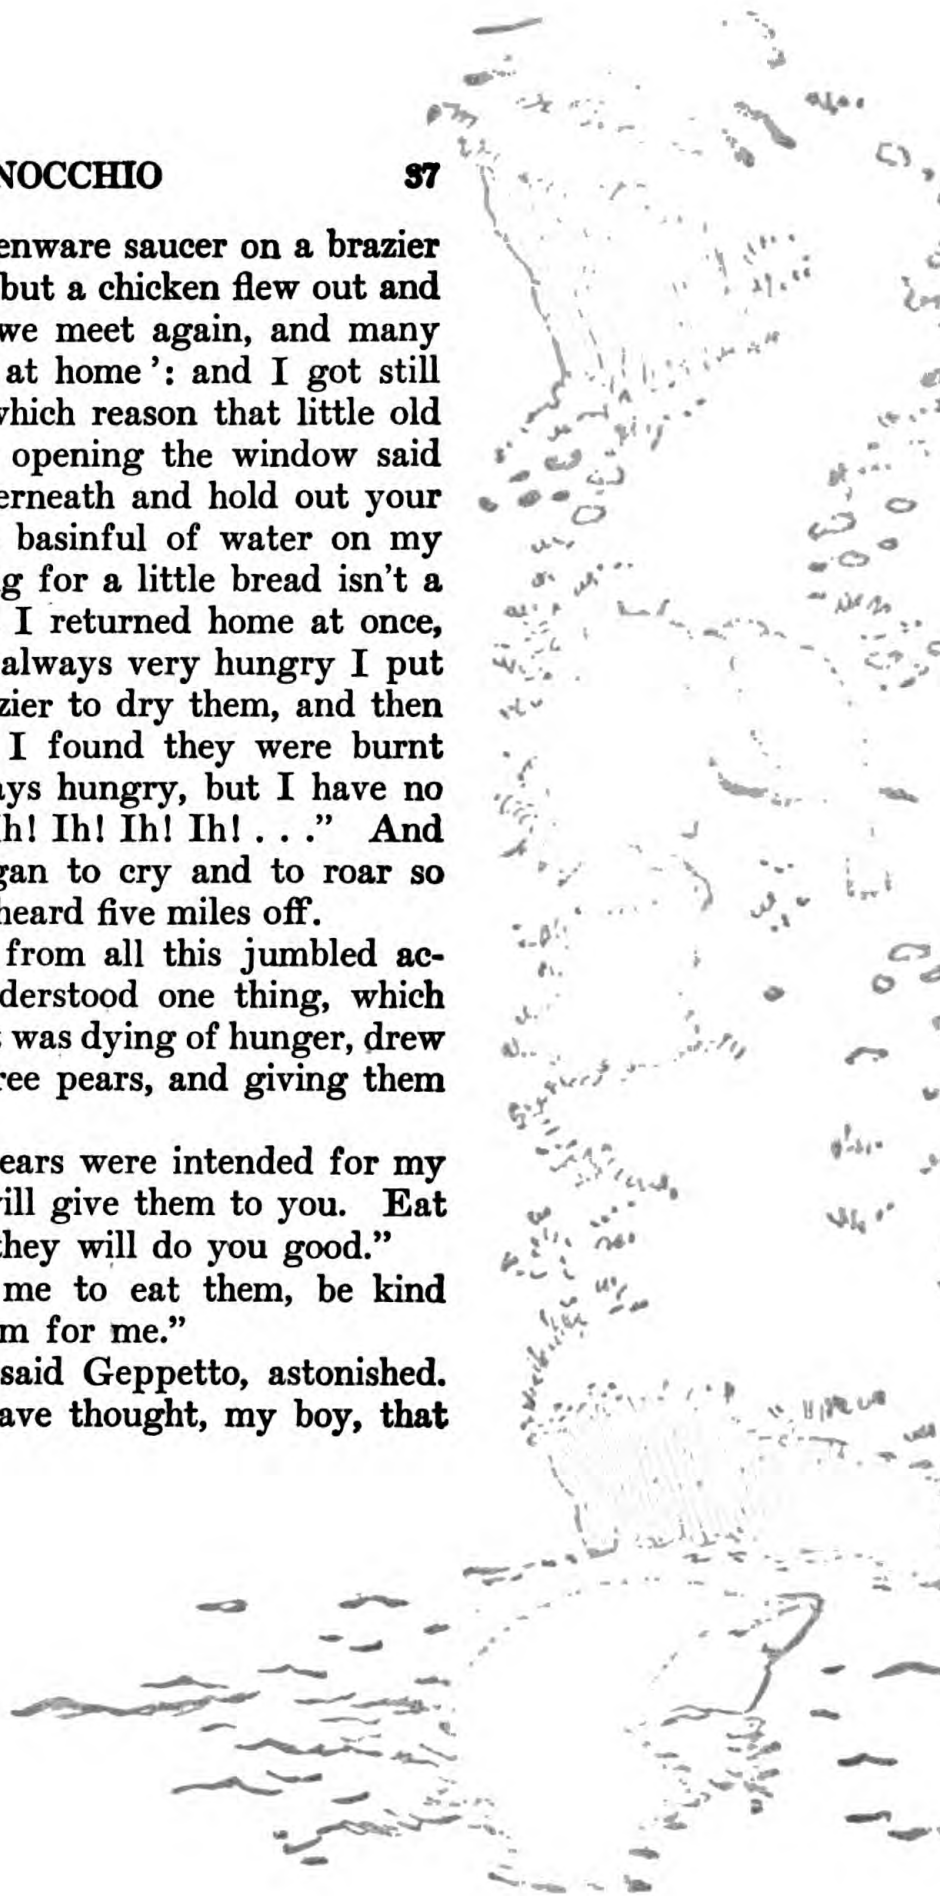 NOCCHIO 37
enware saucer on a brazier
but a chicken flew out and
we meet again, and many
at home’: and I got still
which reason that little old
opening the window said
erneath and hold out your
basinful of water on my
g for a little bread isn’t a
I returned home at once,
always very hungry I put
zier to dry them, and then
I found they were burnt
ays hungry, but I have no
h! Ih! Ih! Ih! . . .” And
gan to cry and to roar so
heard five miles off.
from all this jumbled ac-
derstood one thing, which
was dying of hunger, drew
ree pears, and giving them
ears were intended for my
ill give them to you. Eat
they will do you good.”
me to eat them, be kind
m for me.”
said Geppetto, astonished.
ave thought, my boy, that